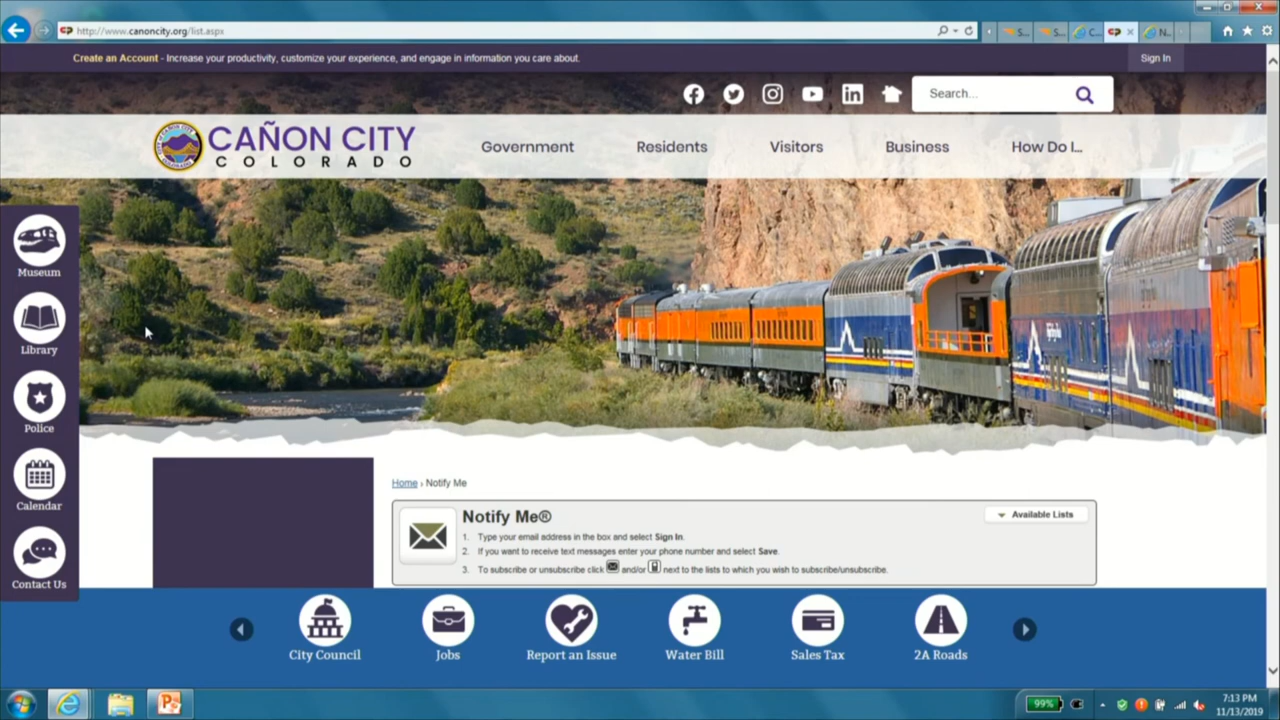 http://www.canoncity.org/list.aspx
S...
S...
C...
N...
Create an Account - Increase your productivity, customize your experience, and engage in information you care about.
Sign In
Search...
CAÑON CITY
COLORADO
Government
Residents
Visitors
Business
How Do I...
Museum
Library
Police
Calendar
Contact Us
Home › Notify Me
Notify Me®
Available Lists
1. Type your email address in the box and select Sign In.
2. If you want to receive text messages enter your phone number and select Save.
3. To subscribe or unsubscribe click and/or next to the lists to which you wish to subscribe/unsubscribe.
City Council
Jobs
Report an Issue
Water Bill
Sales Tax
2A Roads
99%
7:13 PM
11/13/2019